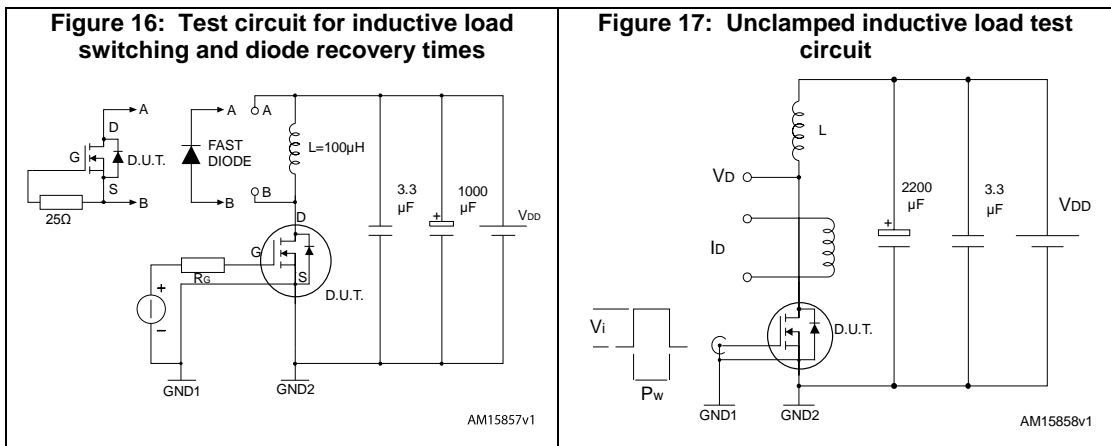 Figure 16: Test circuit for inductive load
switching and diode recovery times
A
D
G
D.U.T.
S
B
25Ω
A
FAST
DIODE
B
A
L=100µH
B
D
G
S
RG
D.U.T.
+
–
3.3
µF
1000
+
µF
VDD
GND1
GND2
AM15857v1
Figure 17: Unclamped inductive load test
circuit
L
VD
ID
2200
+
µF
3.3
µF
VDD
Vi
D.U.T.
Pw
GND1
GND2
AM15858v1